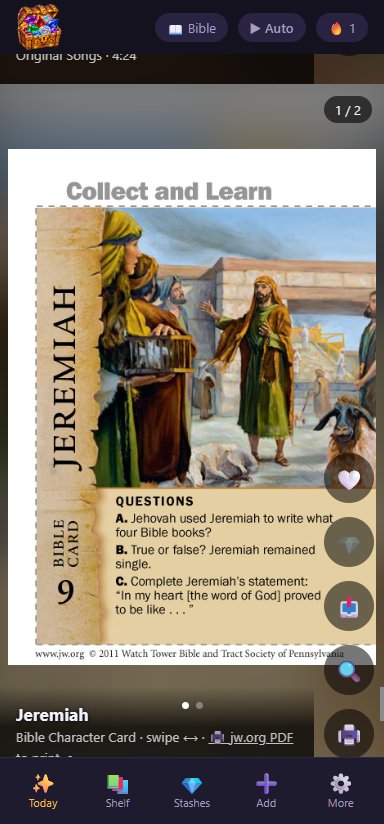 Bible
Auto
1
Original Songs · 4:24
1 / 2
Collect and Learn
JEREMIAH
BIBLE
CARD
9
QUESTIONS
A. Jehovah used Jeremiah to write what
four Bible books?
B. True or false? Jeremiah remained
single.
C. Complete Jeremiah's statement:
“In my heart [the word of God] proved
to be like . . . ”
www.jw.org © 2011 Watch Tower Bible and Tract Society of Pennsylvania
Jeremiah
Bible Character Card · swipe ↔ · jw.org PDF
to print
Today
Shelf
Stashes
Add
More